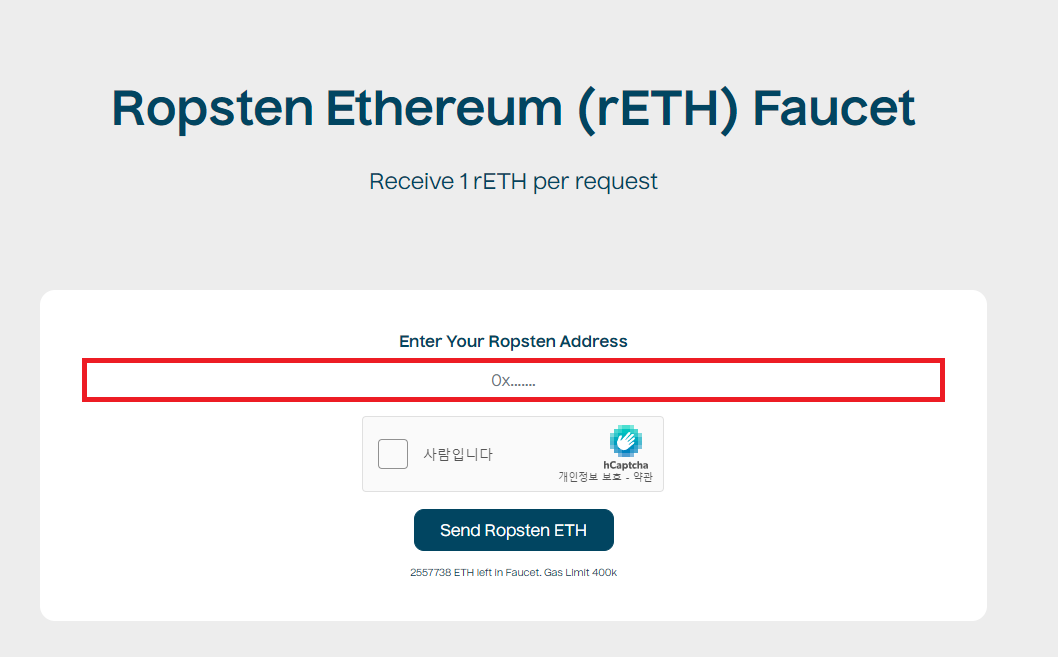 Ropsten Ethereum (rETH) Faucet
Receive 1 rETH per request
Enter Your Ropsten Address
0x.......
사람입니다
hCaptcha
개인정보 보호 - 약관
Send Ropsten ETH
2557738 ETH left in Faucet. Gas Limit 400k